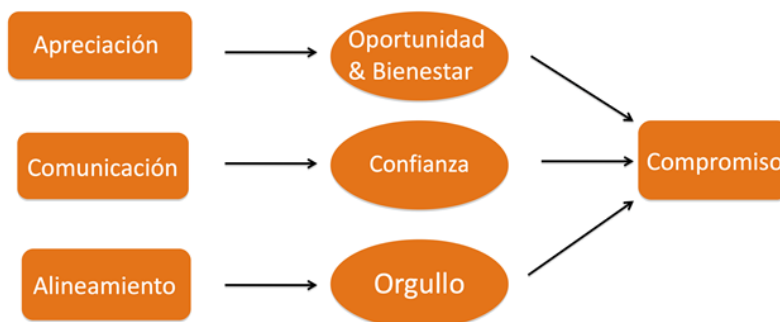 Apreciación
Oportunidad
& Bienestar
Comunicación
Confianza
Compromiso
Alineamiento
Orgullo